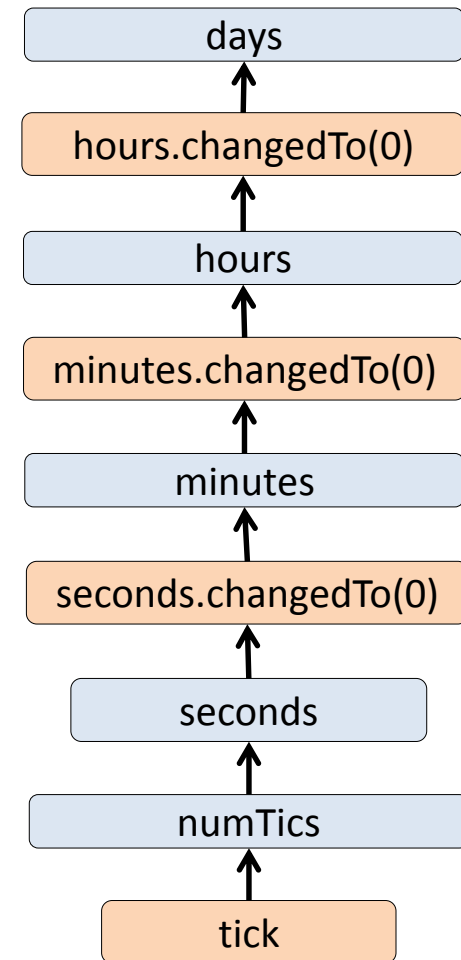 days
hours.changedTo(0)
hours
minutes.changedTo(0)
minutes
seconds.changedTo(0)
seconds
numTics
tick